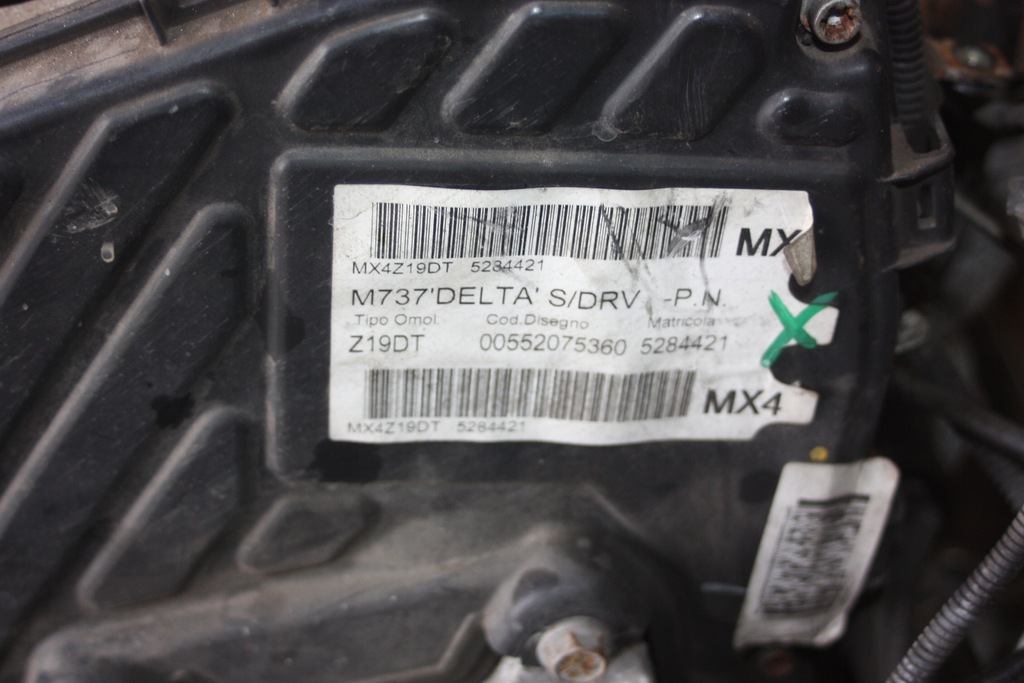 MX
MX4Z19DT 5284421
M737'DELTA' S/DRV -P.N.
Tipo Omol. Cod.Disegno Matricola
Z19DT 00552075360 5284421
MX4
MX4Z19DT 5284421